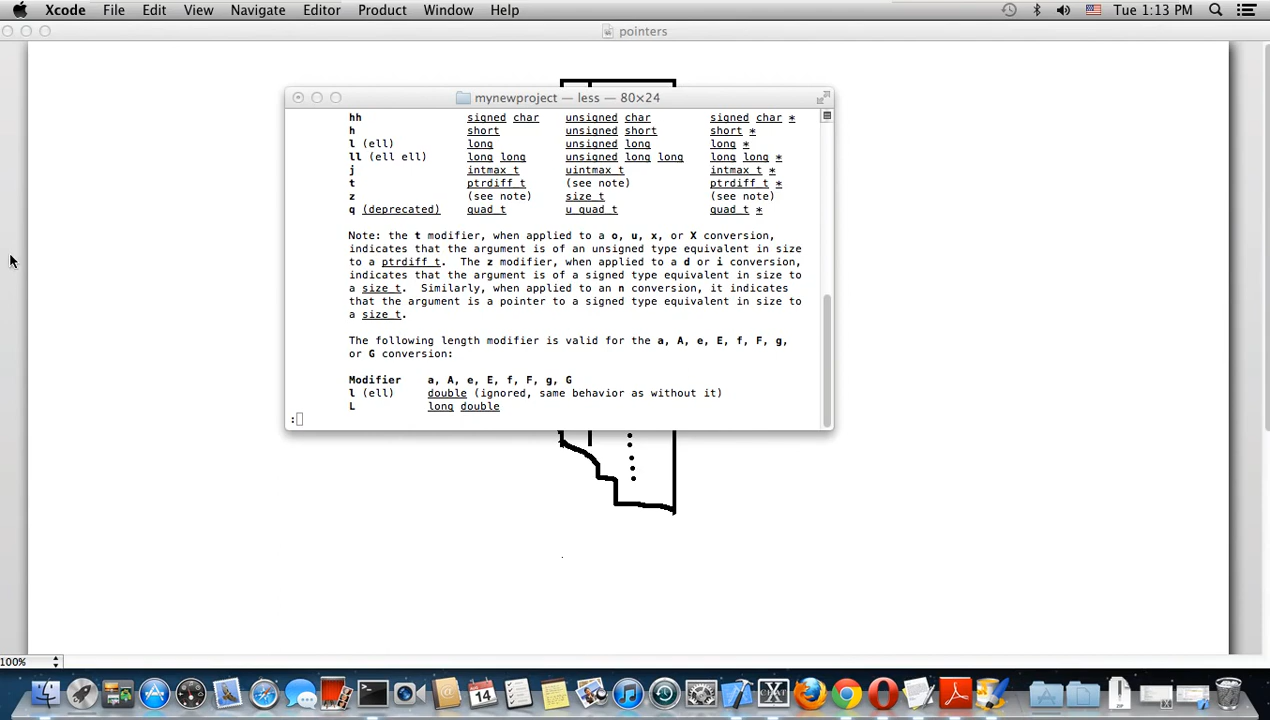 Xcode File Edit View Navigate Editor Product Window Help Tue 1:13 PM
pointers
mynewproject — less — 80×24
hh signed char unsigned char signed char *
h short unsigned short short *
l (ell) long unsigned long long *
ll (ell ell) long long unsigned long long long long *
j intmax_t uintmax_t intmax_t *
t ptrdiff_t (see note) ptrdiff_t *
z (see note) size_t (see note)
q (deprecated) quad_t u_quad_t quad_t *
Note: the t modifier, when applied to a o, u, x, or X conversion,
indicates that the argument is of an unsigned type equivalent in size
to a ptrdiff_t. The z modifier, when applied to a d or i conversion,
indicates that the argument is of a signed type equivalent in size to
a size_t. Similarly, when applied to an n conversion, it indicates
that the argument is a pointer to a signed type equivalent in size to
a size_t.
The following length modifier is valid for the a, A, e, E, f, F, g,
or G conversion:
Modifier a, A, e, E, f, F, g, G
l (ell) double (ignored, same behavior as without it)
L long double
:
100%
14